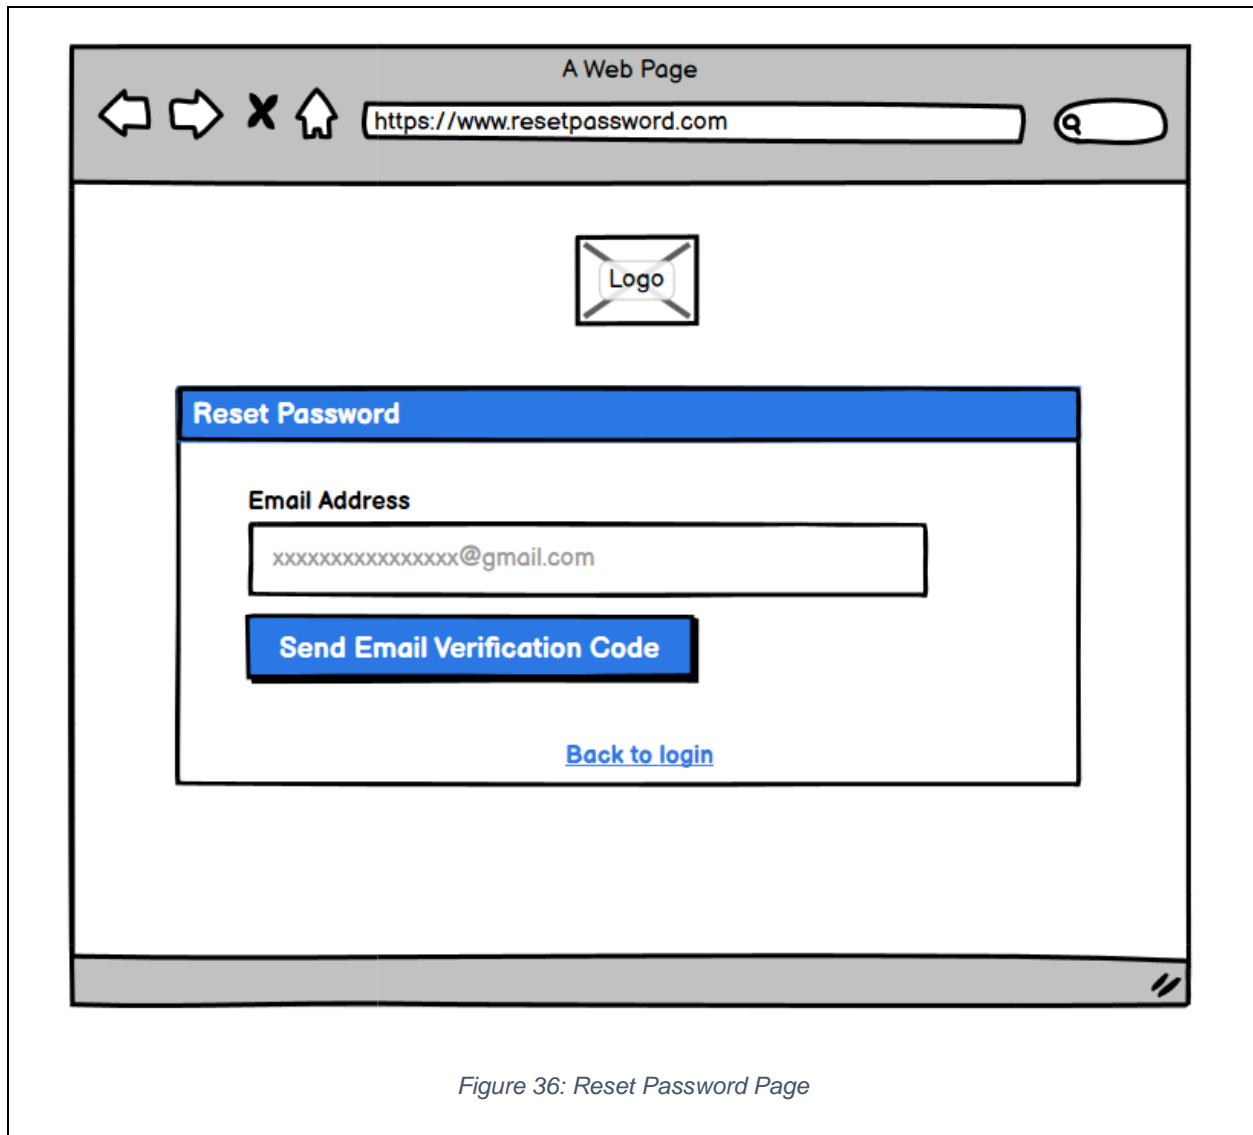 A Web Page
https://www.resetpassword.com
Logo
Reset Password
Email Address
xxxxxxxxxxxxxxxx@gmail.com
Send Email Verification Code
Back to login
Figure 36: Reset Password Page